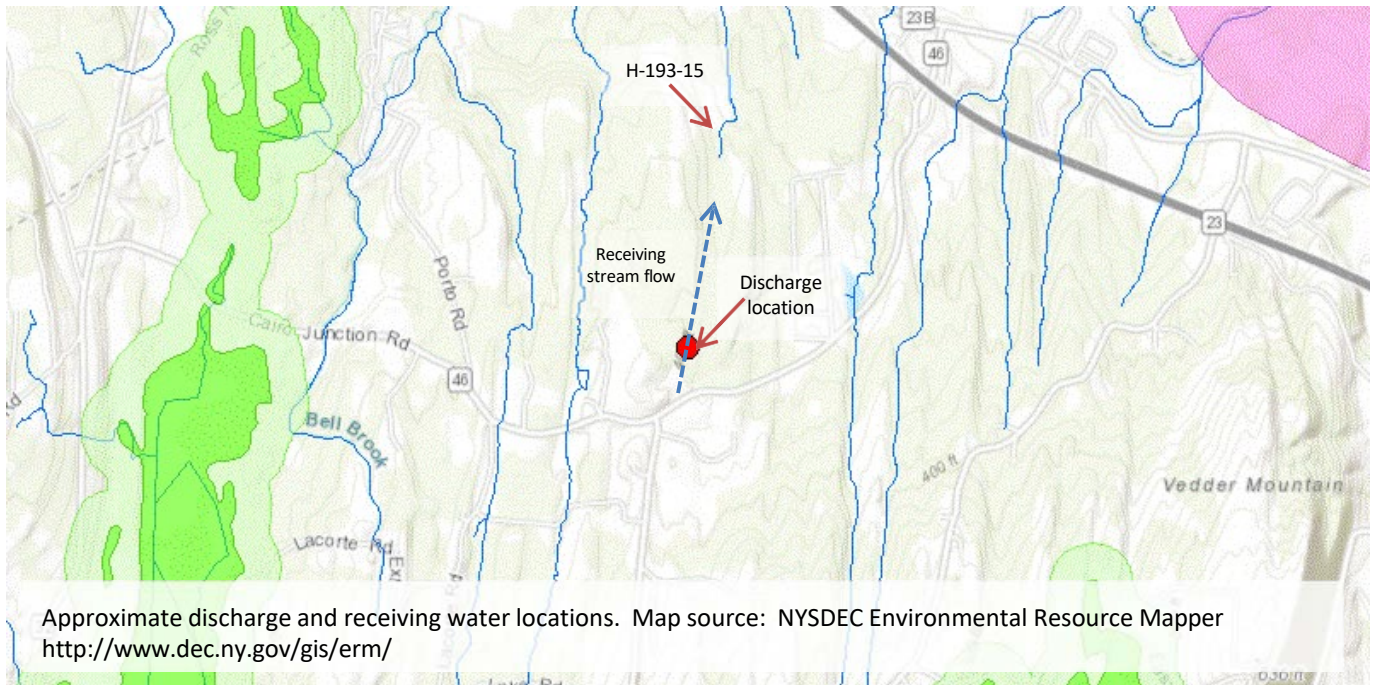 Ross R
23B
46
H-193-15
23
Receiving
stream flow
Discharge
location
Porto Rd
Cairo Junction Rd
46
Rd
Bell Brook
400 ft
Vedder Mountain
Lacorte Rd
Approximate discharge and receiving water locations.  Map source:  NYSDEC Environmental Resource Mapper
http://www.dec.ny.gov/gis/erm/